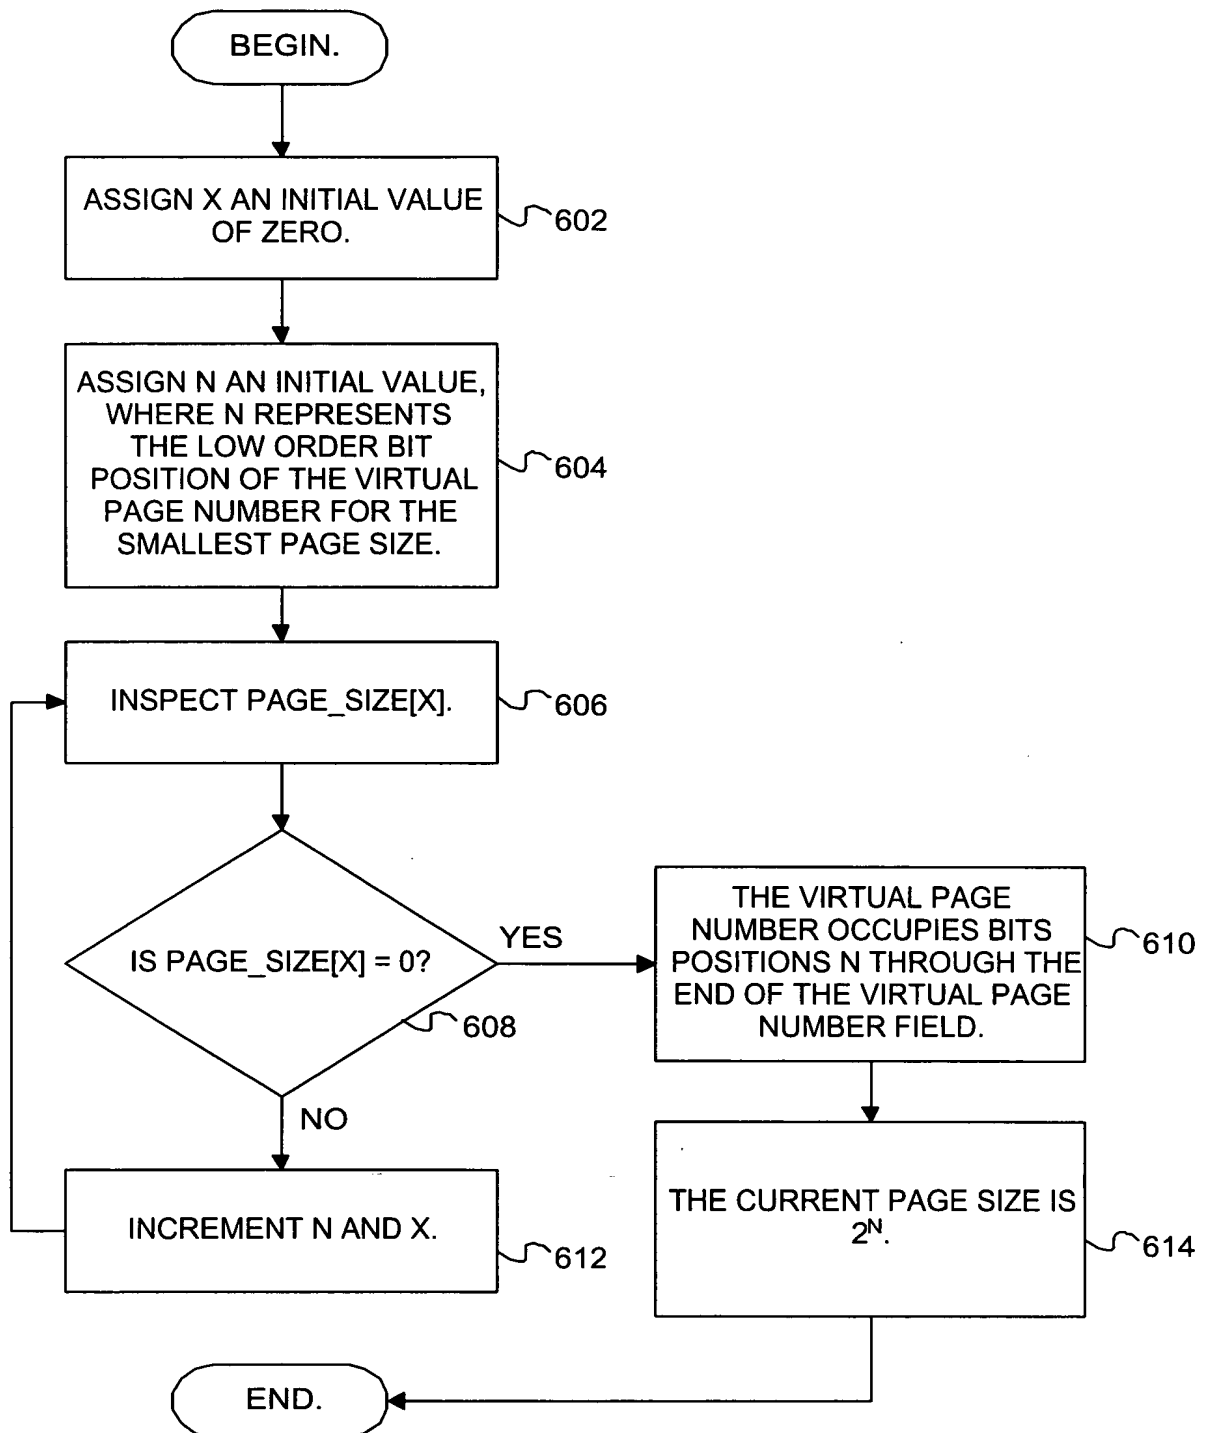 BEGIN.
ASSIGN X AN INITIAL VALUE
OF ZERO.
602
ASSIGN N AN INITIAL VALUE,
WHERE N REPRESENTS
THE LOW ORDER BIT
POSITION OF THE VIRTUAL
PAGE NUMBER FOR THE
SMALLEST PAGE SIZE.
604
INSPECT PAGE_SIZE[X].
606
IS PAGE_SIZE[X] = 0?
608
YES
NO
THE VIRTUAL PAGE
NUMBER OCCUPIES BITS
POSITIONS N THROUGH THE
END OF THE VIRTUAL PAGE
NUMBER FIELD.
610
INCREMENT N AND X.
612
THE CURRENT PAGE SIZE IS
2ᴺ.
614
END.